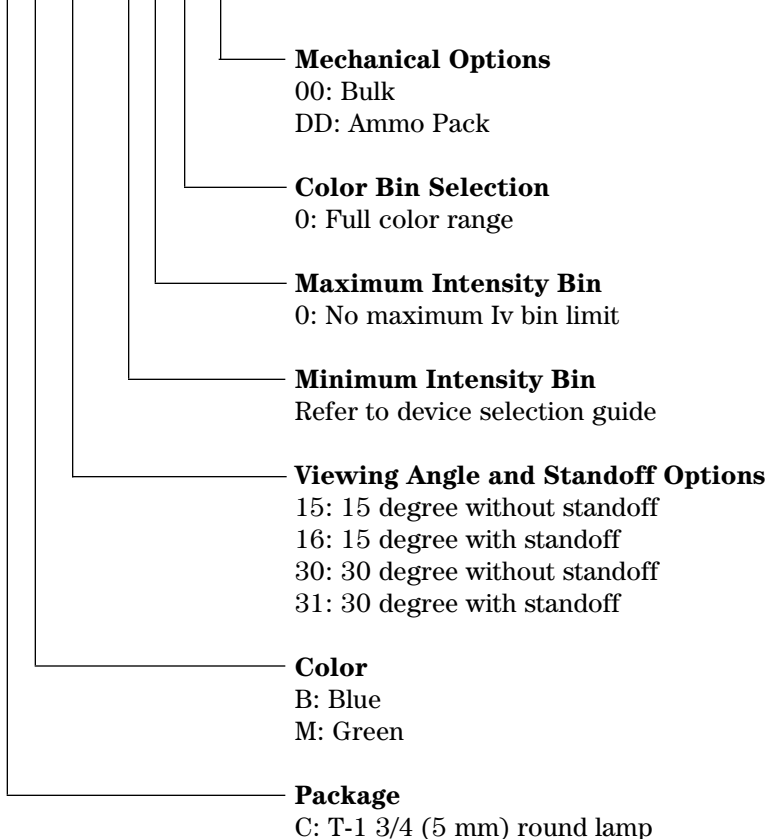 Mechanical Options
00: Bulk
DD: Ammo Pack
Color Bin Selection
0: Full color range
Maximum Intensity Bin
0: No maximum Iv bin limit
Minimum Intensity Bin
Refer to device selection guide
Viewing Angle and Standoff Options
15: 15 degree without standoff
16: 15 degree with standoff
30: 30 degree without standoff
31: 30 degree with standoff
Color
B: Blue
M: Green
Package
C: T-1 3/4 (5 mm) round lamp